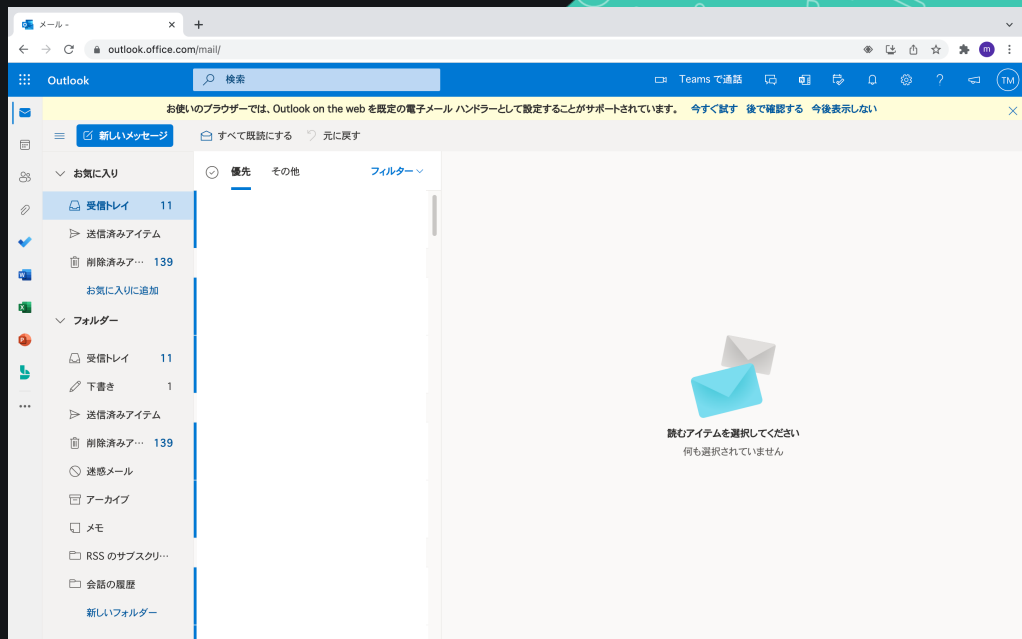 メール -
outlook.office.com/mail/
m
Outlook
検索
Teams で通話
TM
お使いのブラウザーでは、Outlook on the web を既定の電子メール ハンドラーとして設定することがサポートされています。 今すぐ試す 後で確認する 今後表示しない
新しいメッセージ
すべて既読にする
元に戻す
お気に入り
受信トレイ 11
送信済みアイテム
削除済みア… 139
お気に入りに追加
フォルダー
受信トレイ 11
下書き 1
送信済みアイテム
削除済みア… 139
迷惑メール
アーカイブ
メモ
RSS のサブスクリ…
会話の履歴
新しいフォルダー
優先
その他
フィルター
読むアイテムを選択してください
何も選択されていません